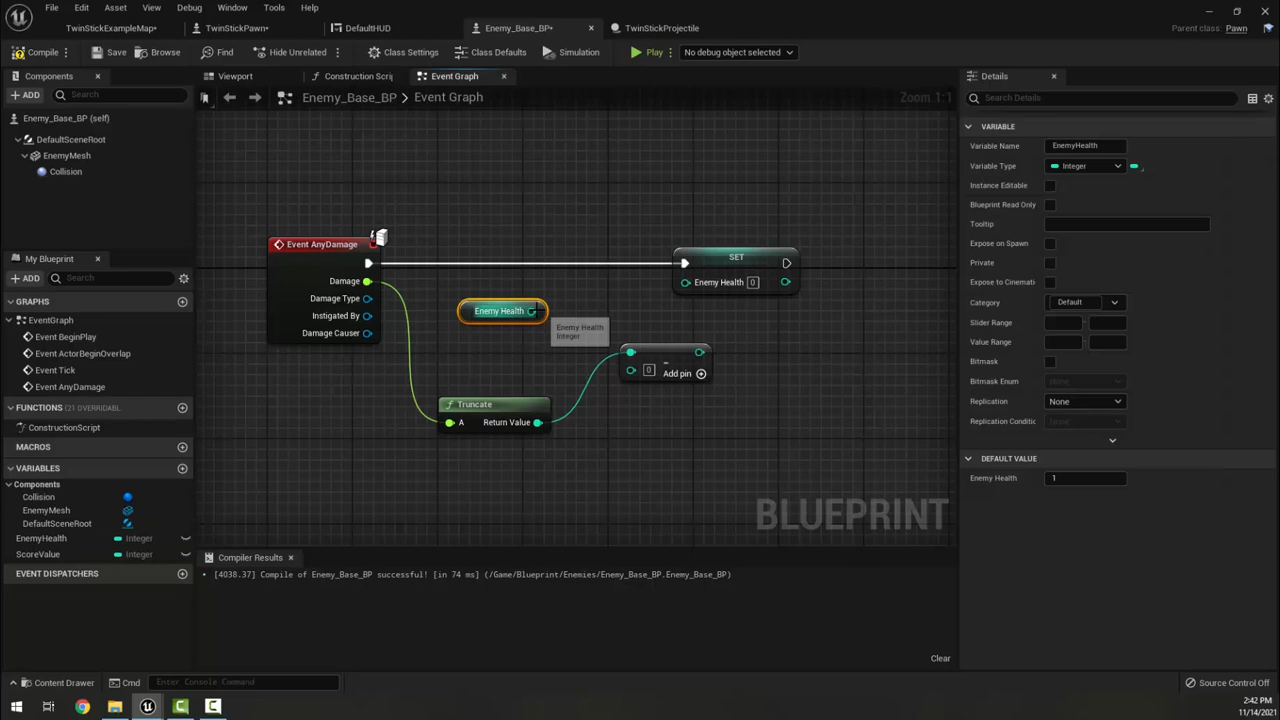 File Edit Asset View Debug Window Tools Help
TwinStickExampleMap• TwinStickPawn• DefaultHUD Enemy_Base_BP• TwinStickProjectile Parent class: Pawn
Compile Save Browse Find Hide Unrelated Class Settings Class Defaults Simulation Play No debug object selected
Components Viewport Construction Scrip Event Graph Details
ADD Search Enemy_Base_BP > Event Graph Zoom 1:1 Search Details
Enemy_Base_BP (self)
DefaultSceneRoot
EnemyMesh
Collision
My Blueprint
ADD Search
GRAPHS
EventGraph
Event BeginPlay
Event ActorBeginOverlap
Event Tick
Event AnyDamage
FUNCTIONS (21 OVERRIDABL
ConstructionScript
MACROS
VARIABLES
Components
Collision
EnemyMesh
DefaultSceneRoot
EnemyHealth Integer
ScoreValue Integer
EVENT DISPATCHERS
Event AnyDamage
Damage
Damage Type
Instigated By
Damage Causer
Enemy Health
Enemy Health
Integer
SET
Enemy Health 0
0 Add pin
-
f Truncate
A Return Value
BLUEPRINT
Compiler Results
[4038.37] Compile of Enemy_Base_BP successful! [in 74 ms] (/Game/Blueprint/Enemies/Enemy_Base_BP.Enemy_Base_BP)
Clear
VARIABLE
Variable Name EnemyHealth
Variable Type Integer
Instance Editable
Blueprint Read Only
Tooltip
Expose on Spawn
Private
Expose to Cinemati
Category Default
Slider Range
Value Range
Bitmask
Bitmask Enum None
Replication None
Replication Conditic None
DEFAULT VALUE
Enemy Health 1
Content Drawer Cmd Enter Console Command Source Control Off
2:42 PM
11/14/2021